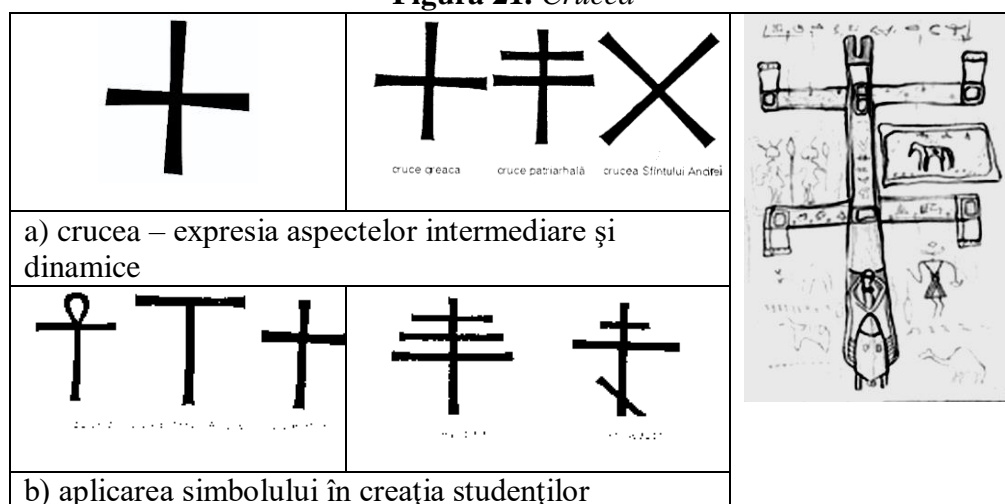 Figura 21. Crucea
cruce greaca
cruce patriarhală
crucea Sfîntului Andrei
a) crucea – expresia aspectelor intermediare şi
dinamice
b) aplicarea simbolului în creaţia studenţilor